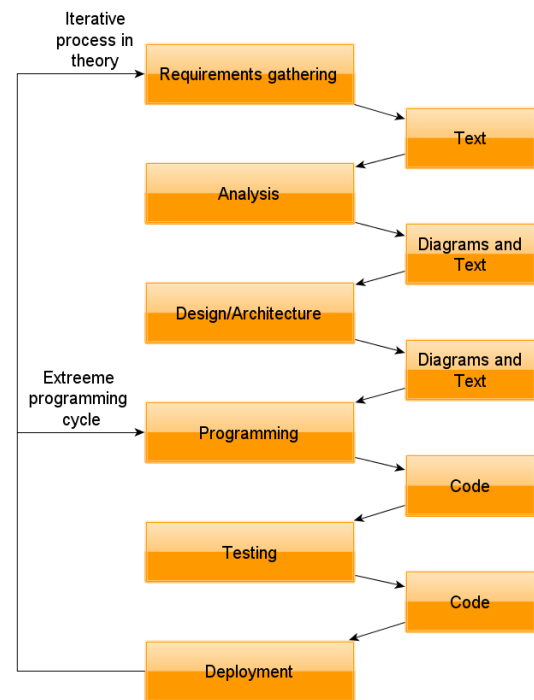 Iterative
process in
theory
Requirements gathering
Text
Analysis
Diagrams and
Text
Design/Architecture
Diagrams and
Text
Extreeme
programming
cycle
Programming
Code
Testing
Code
Deployment